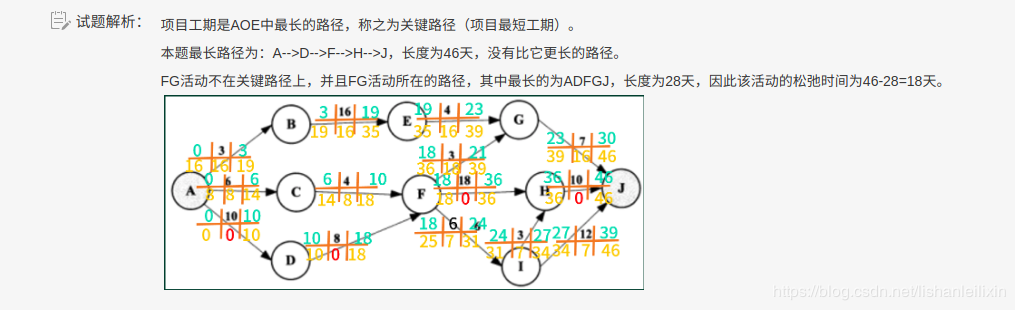 试题解析： 项目工期是AOE中最长的路径，称之为关键路径（项目最短工期）。
本题最长路径为：A-->D-->F-->H-->J，长度为46天，没有比它更长的路径。
FG活动不在关键路径上，并且FG活动所在的路径，其中最长的为ADFGJ，长度为28天，因此该活动的松弛时间为46-28=18天。
3 16 19
19 16 35
19 4 23
35 16 39
B
E
G
0 3 3
16 16 19
18 3 21
36 18 39
23 7 30
39 16 46
A
0 6 6
8 8 14
C
6 4 10
14 8 18
F
18 18 36
18 0 36
H
36 10 46
36 0 46
J
0 10 10
0 0 10
D
10 8 18
10 0 18
18 6 24
25 7 31
24 3 27
31 7 34
I
27 12 39
34 7 46
https://blog.csdn.net/lishanleilixin